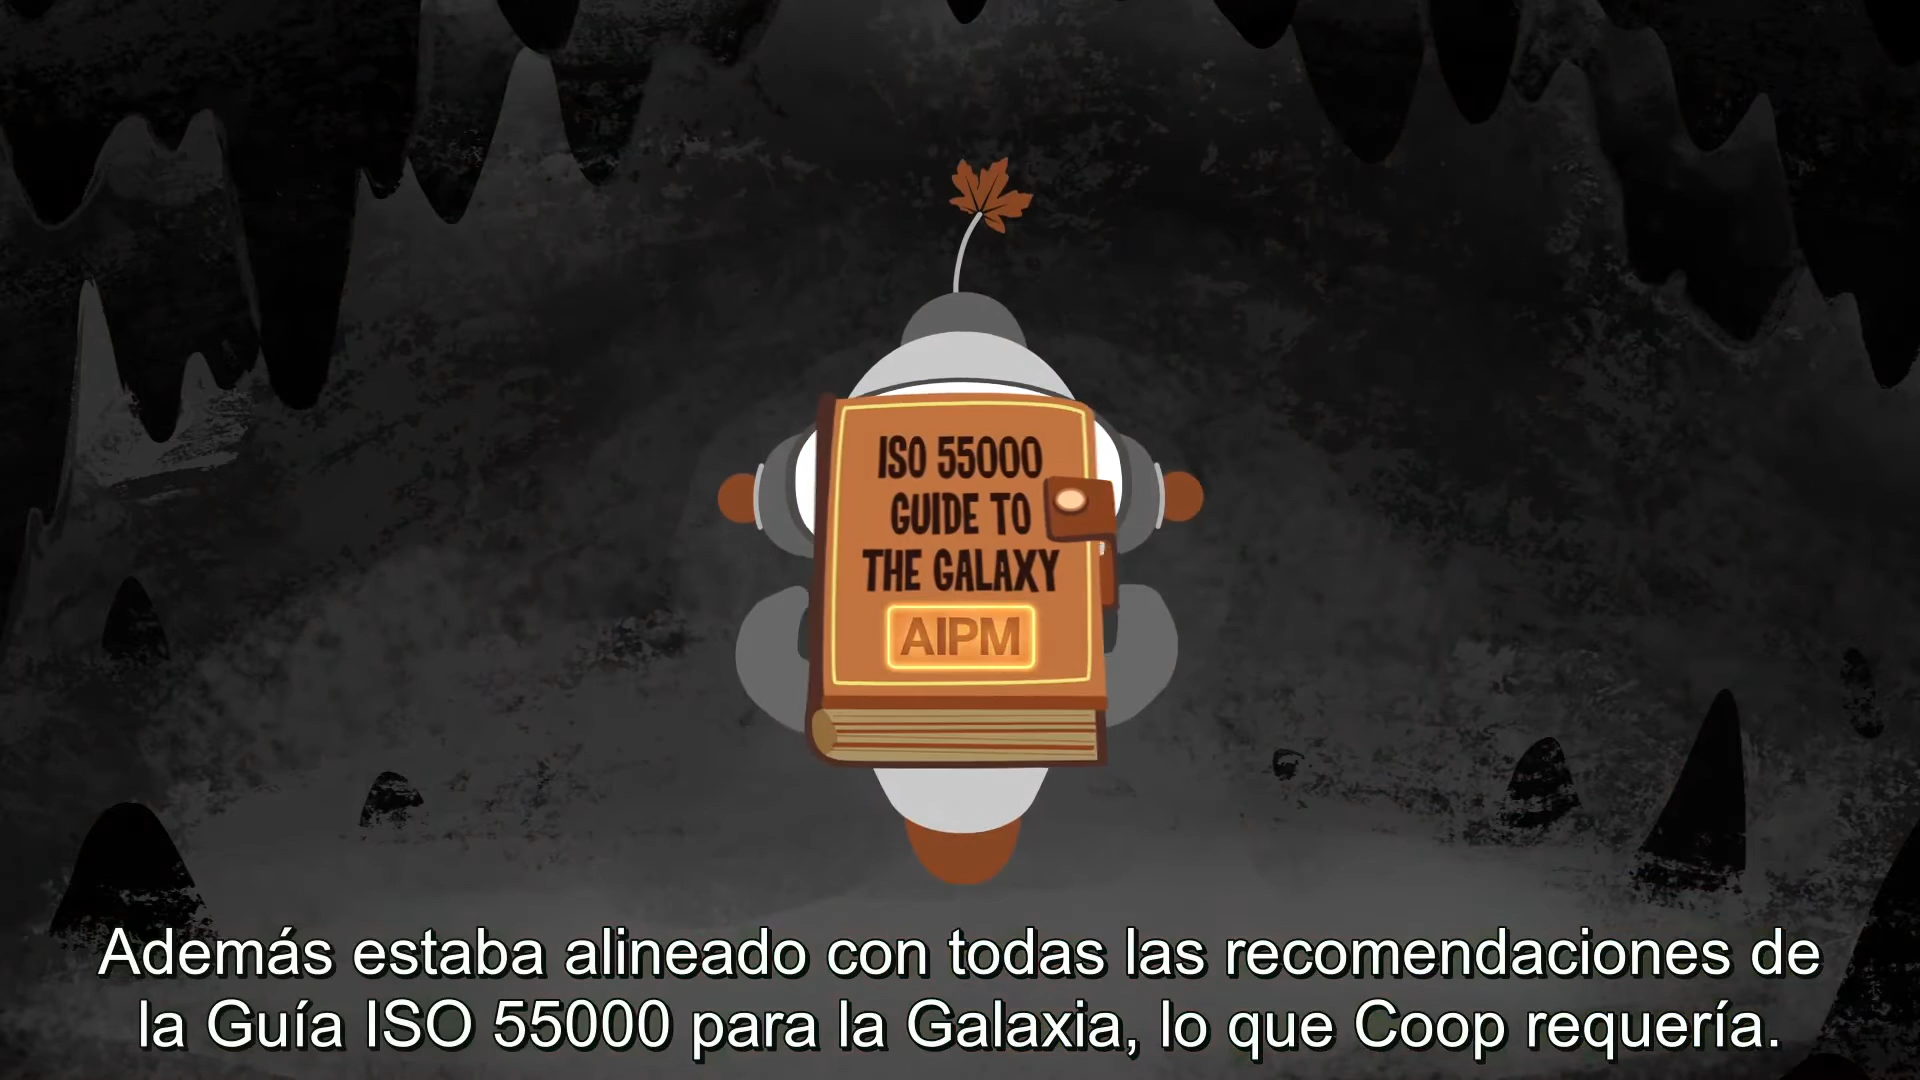 ISO 55000
GUIDE TO
THE GALAXY
AIPM
Además estaba alineado con todas las recomendaciones de
la Guía ISO 55000 para la Galaxia, lo que Coop requería.